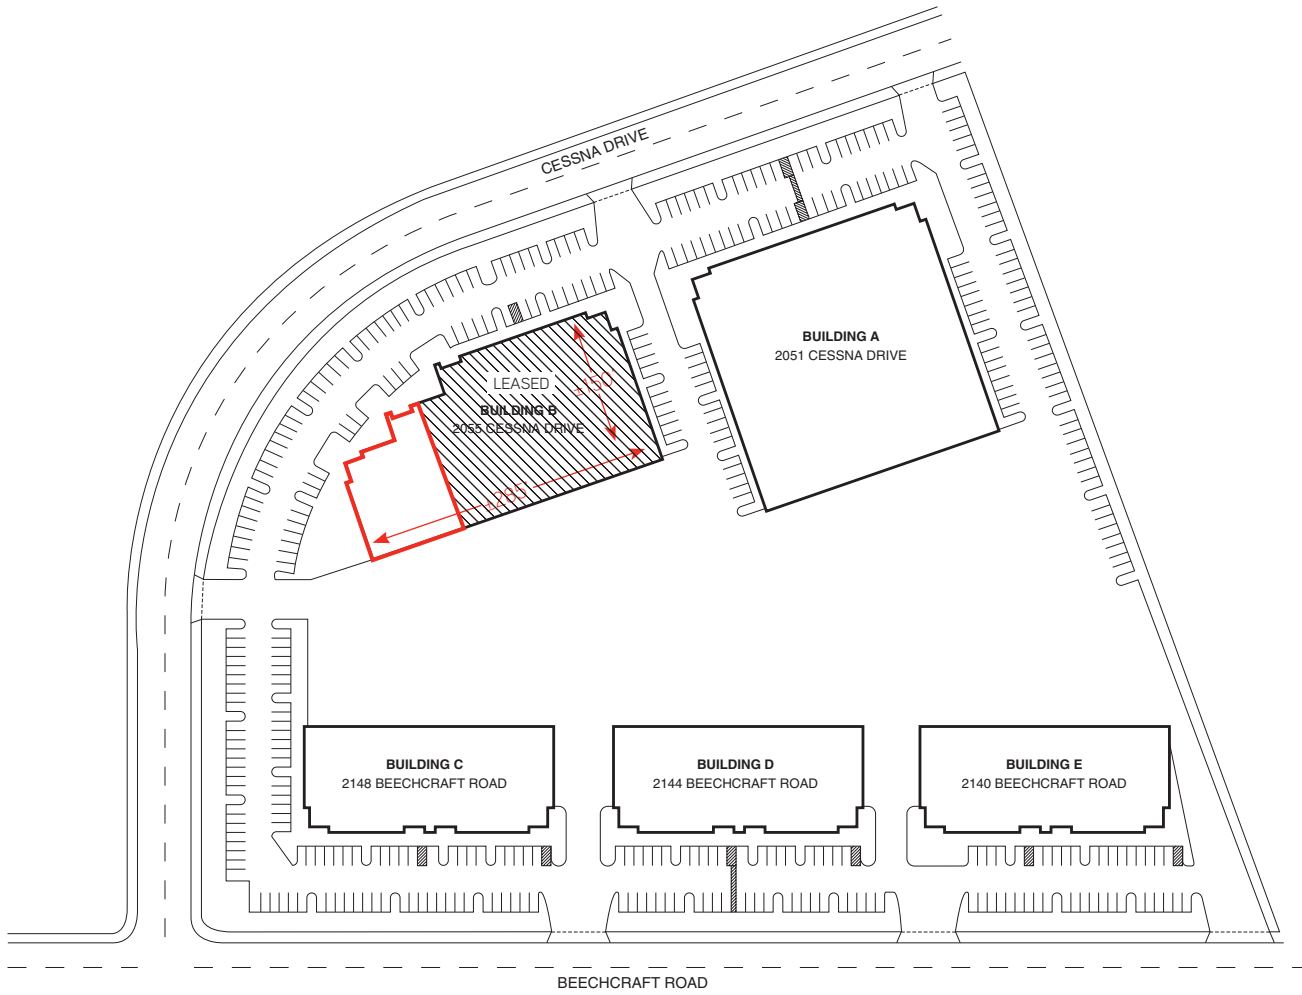 CESSNA DRIVE
BUILDING A
2051 CESSNA DRIVE
LEASED
±150'
BUILDING B
2055 CESSNA DRIVE
±285'
BUILDING C
2148 BEECHCRAFT ROAD
BUILDING D
2144 BEECHCRAFT ROAD
BUILDING E
2140 BEECHCRAFT ROAD
BEECHCRAFT ROAD